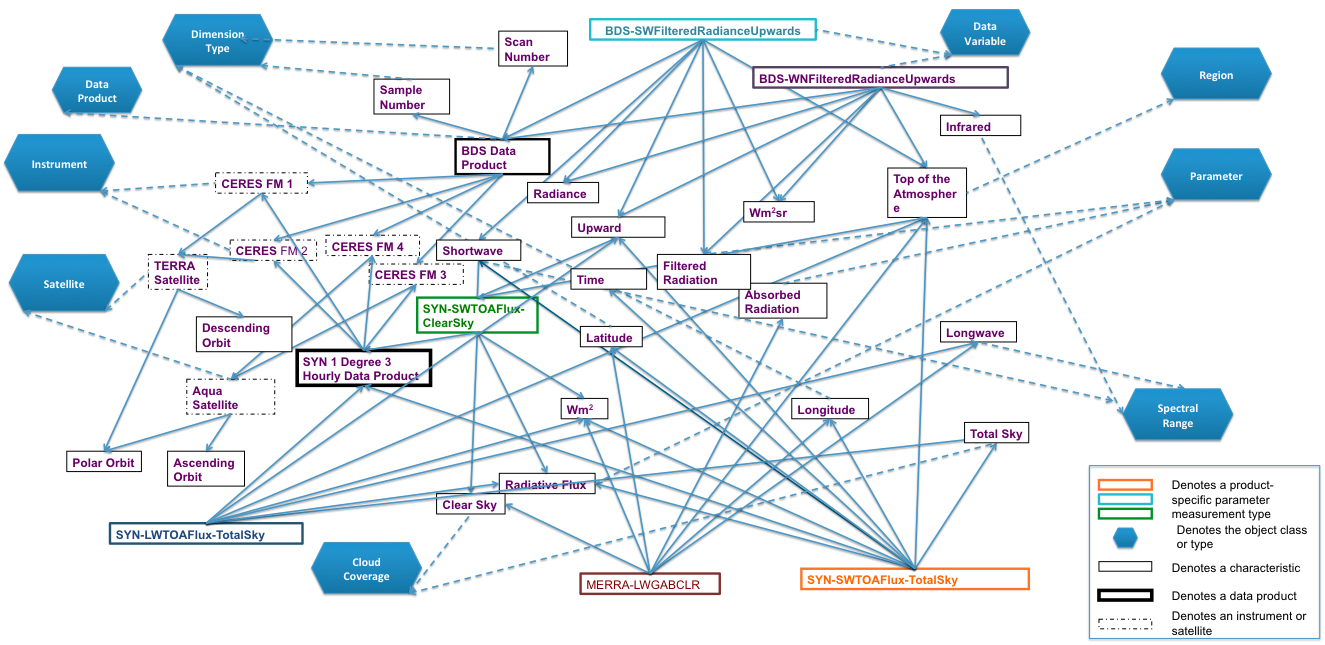 Dimension
Type
Scan
Number
BDS-SWFilteredRadianceUpwards
Data
Variable
Data
Product
Sample
Number
BDS-WNFilteredRadianceUpwards
Region
Infrared
Instrument
BDS Data
Product
CERES FM 1
Radiance
Top of the
Atmospher
e
Parameter
Wm²sr
Upward
CERES FM 2
CERES FM 4
Shortwave
TERRA
Satellite
CERES FM 3
Time
Filtered
Radiation
Satellite
Absorbed
Radiation
SYN-SWTOAFlux-
ClearSky
Descending
Orbit
Latitude
Longwave
SYN 1 Degree 3
Hourly Data Product
Aqua
Satellite
Wm²
Longitude
Spectral
Range
Total Sky
Polar Orbit
Ascending
Orbit
Radiative Flux
Clear Sky
SYN-LWTOAFlux-TotalSky
Cloud
Coverage
MERRA-LWGABCLR
SYN-SWTOAFlux-TotalSky
Denotes a product-
specific parameter
measurement type
Denotes the object class
or type
Denotes a characteristic
Denotes a data product
Denotes an instrument or
satellite